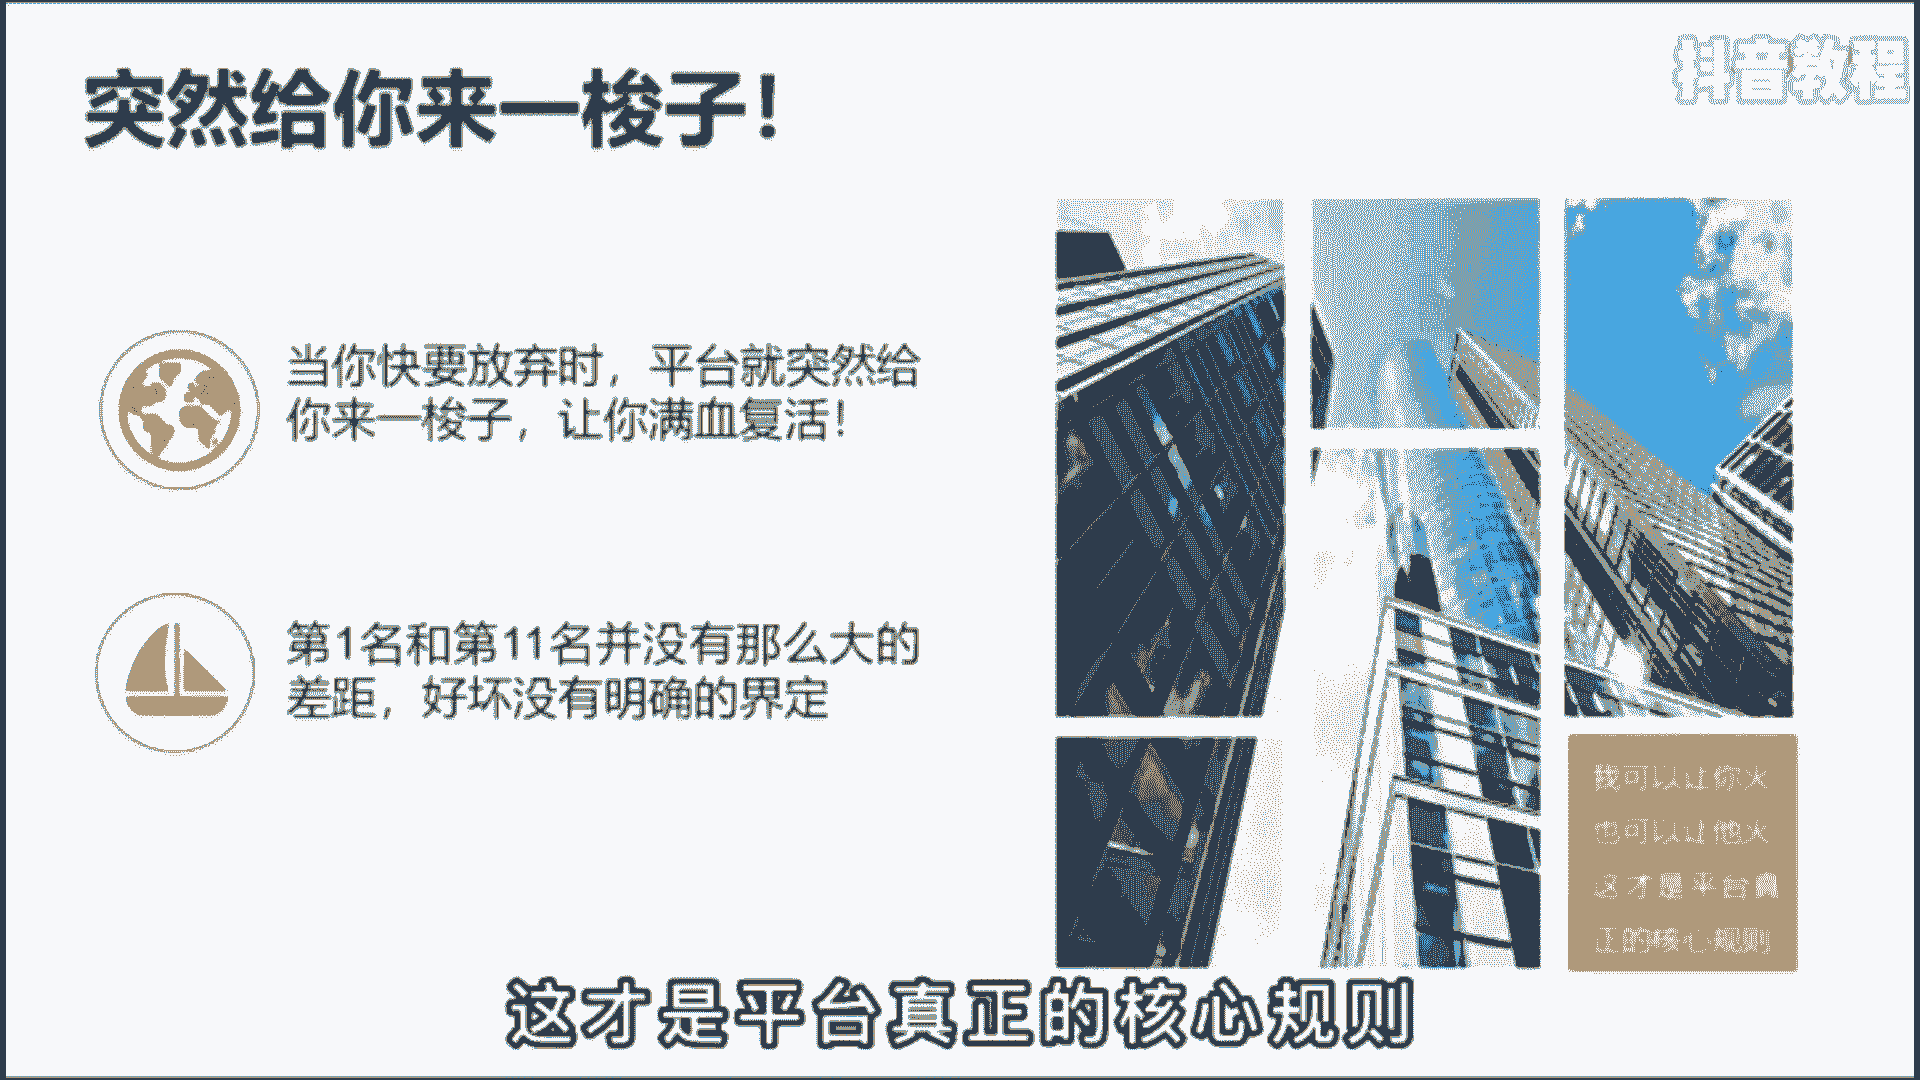 抖音教程
突然给你来一梭子！
当你快要放弃时，平台就突然给
你来一梭子，让你满血复活！
第1名和第11名并没有那么大的
差距，好坏没有明确的界定
我可以让你火
也可以让他火
这才是平台真
正的核心规则
这才是平台真正的核心规则